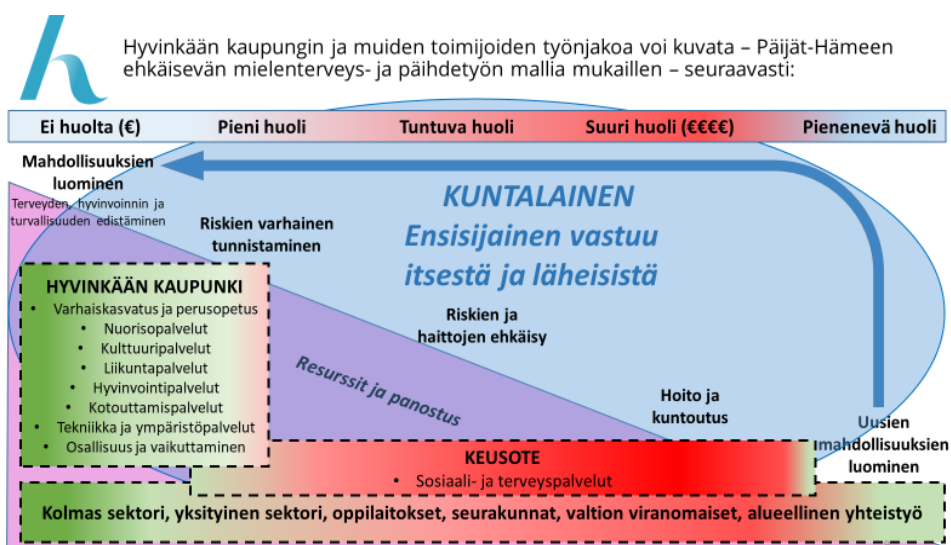 Hyvinkään kaupungin ja muiden toimijoiden työnjakoa voi kuvata – Päijät-Hämeen
ehkäisevän mielenterveys- ja päihdetyön mallia mukaillen – seuraavasti:
Ei huolta (€)
Pieni huoli
Tuntuva huoli
Suuri huoli (€€€€)
Pienenevä huoli
Mahdollisuuksien
luominen
Terveyden, hyvinvoinnin ja
turvallisuuden edistäminen
Riskien varhainen
tunnistaminen
KUNTALAINEN
Ensisijainen vastuu
itsestä ja läheisistä
HYVINKÄÄN KAUPUNKI
• Varhaiskasvatus ja perusopetus
• Nuorisopalvelut
• Kulttuuripalvelut
• Liikuntapalvelut
• Hyvinvointipalvelut
• Kotouttamispalvelut
• Tekniikka ja ympäristöpalvelut
• Osallisuus ja vaikuttaminen
Riskien ja
haittojen ehkäisy
Resurssit ja panostus
Hoito ja
kuntoutus
Uusien
mahdollisuuksien
luominen
KEUSOTE
• Sosiaali- ja terveyspalvelut
Kolmas sektori, yksityinen sektori, oppilaitokset, seurakunnat, valtion viranomaiset, alueellinen yhteistyö